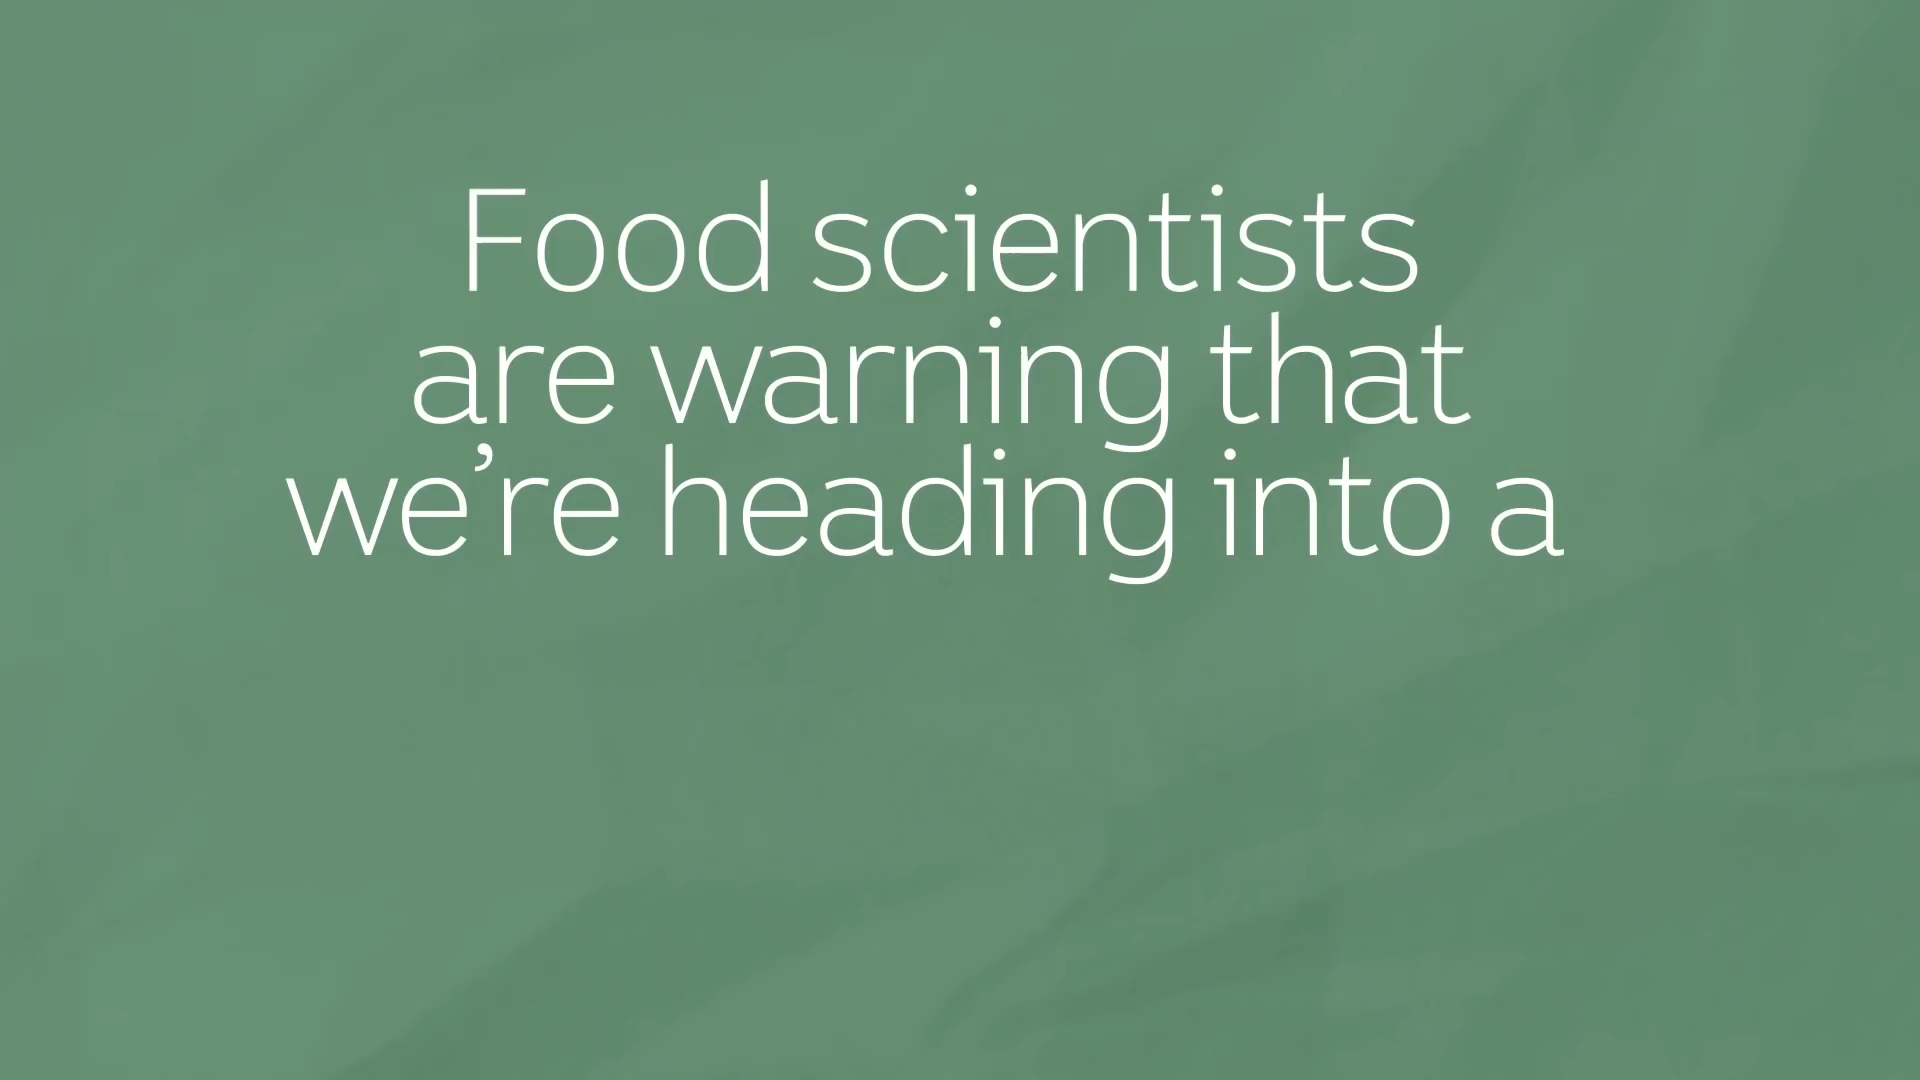 Food scientists
are warning that
we’re heading into a